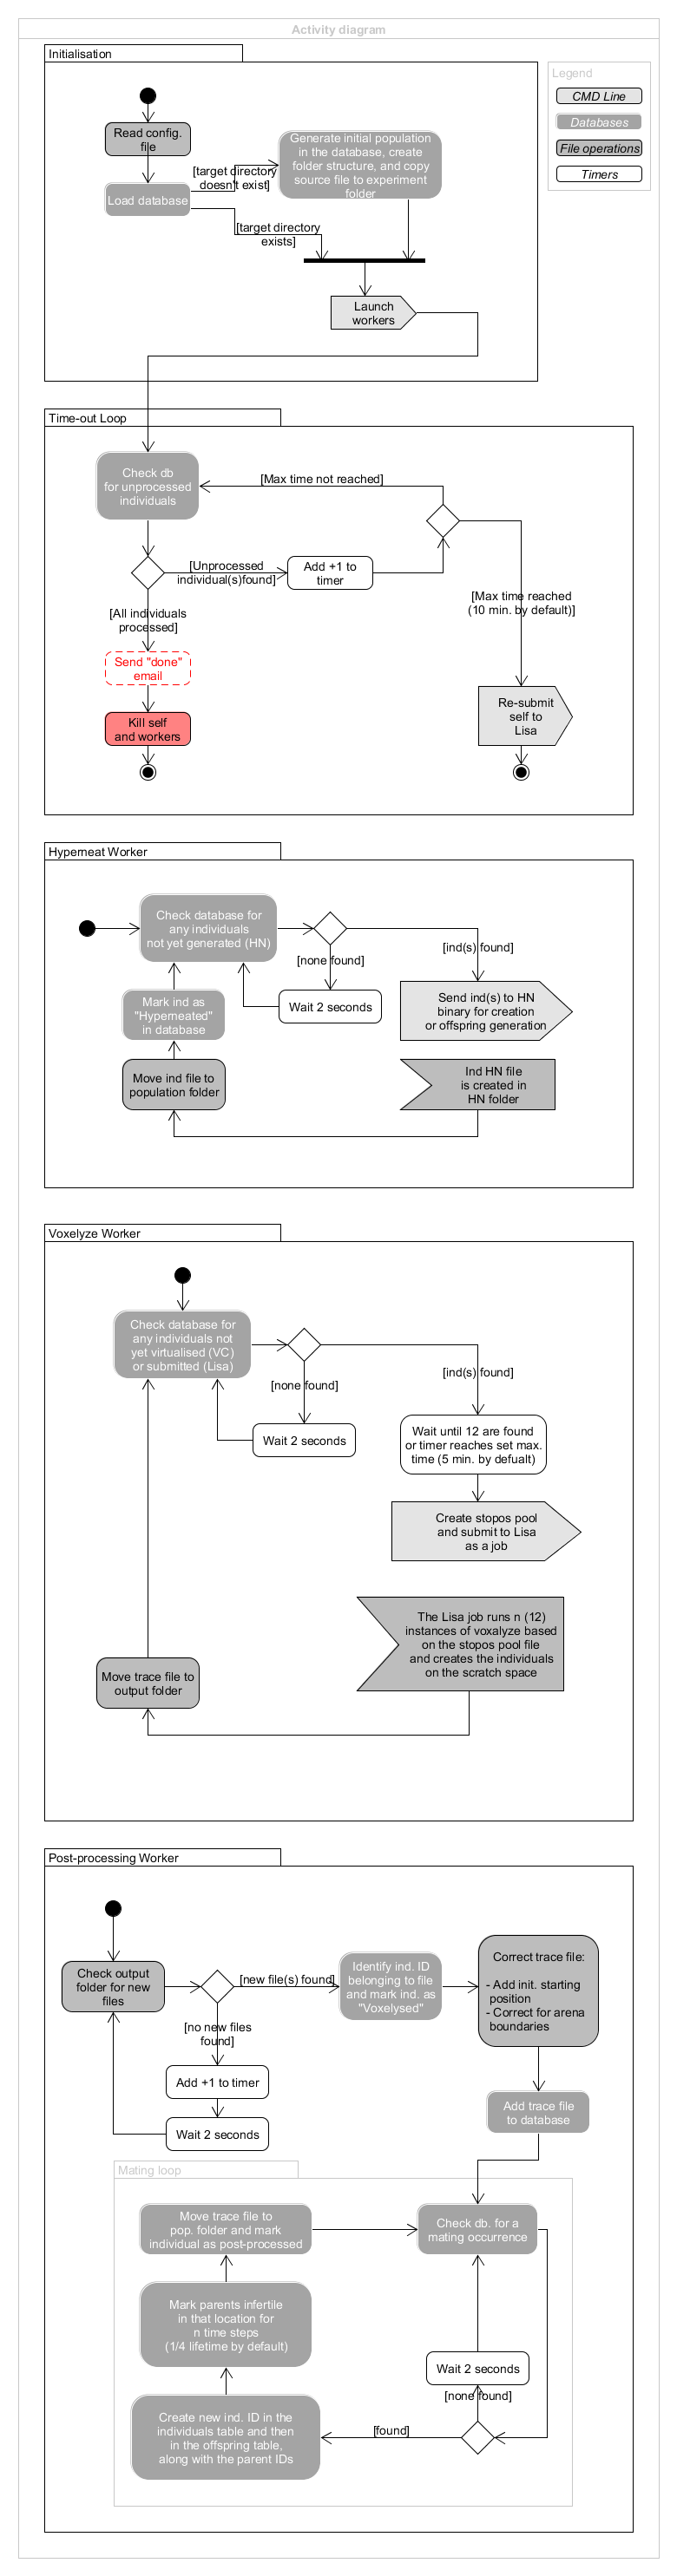 Activity diagram
Initialisation
Legend
CMD Line
Databases
File operations
Timers
Read config.
file
Load database
[target directory
doesn't exist]
Generate initial population
in the database, create
folder structure, and copy
source file to experiment
folder
[target directory
exists]
Launch
workers
Time-out Loop
Check db
for unprocessed
individuals
[Max time not reached]
[Unprocessed
individual(s)found]
Add +1 to
timer
[Max time reached
(10 min. by default)]
[All individuals
processed]
Send "done"
email
Kill self
and workers
Re-submit
self to
Lisa
Hyperneat Worker
Check database for
any individuals
not yet generated (HN)
[none found]
[ind(s) found]
Wait 2 seconds
Mark ind as
"Hyperneated"
in database
Send ind(s) to HN
binary for creation
or offspring generation
Move ind file to
population folder
Ind HN file
is created in
HN folder
Voxelyze Worker
Check database for
any individuals not
yet virtualised (VC)
or submitted (Lisa)
[none found]
[ind(s) found]
Wait 2 seconds
Wait until 12 are found
or timer reaches set max.
time (5 min. by defualt)
Create stopos pool
and submit to Lisa
as a job
The Lisa job runs n (12)
instances of voxalyze based
on the stopos pool file
and creates the individuals
on the scratch space
Move trace file to
output folder
Post-processing Worker
Check output
folder for new
files
[new file(s) found]
Identify ind. ID
belonging to file
and mark ind. as
"Voxelysed"
Correct trace file:
- Add init. starting
position
- Correct for arena
boundaries
[no new files
found]
Add +1 to timer
Wait 2 seconds
Add trace file
to database
Mating loop
Move trace file to
pop. folder and mark
individual as post-processed
Check db. for a
mating occurrence
Mark parents infertile
in that location for
n time steps
(1/4 lifetime by default)
Wait 2 seconds
[none found]
Create new ind. ID in the
individuals table and then
in the offspring table,
along with the parent IDs
[found]